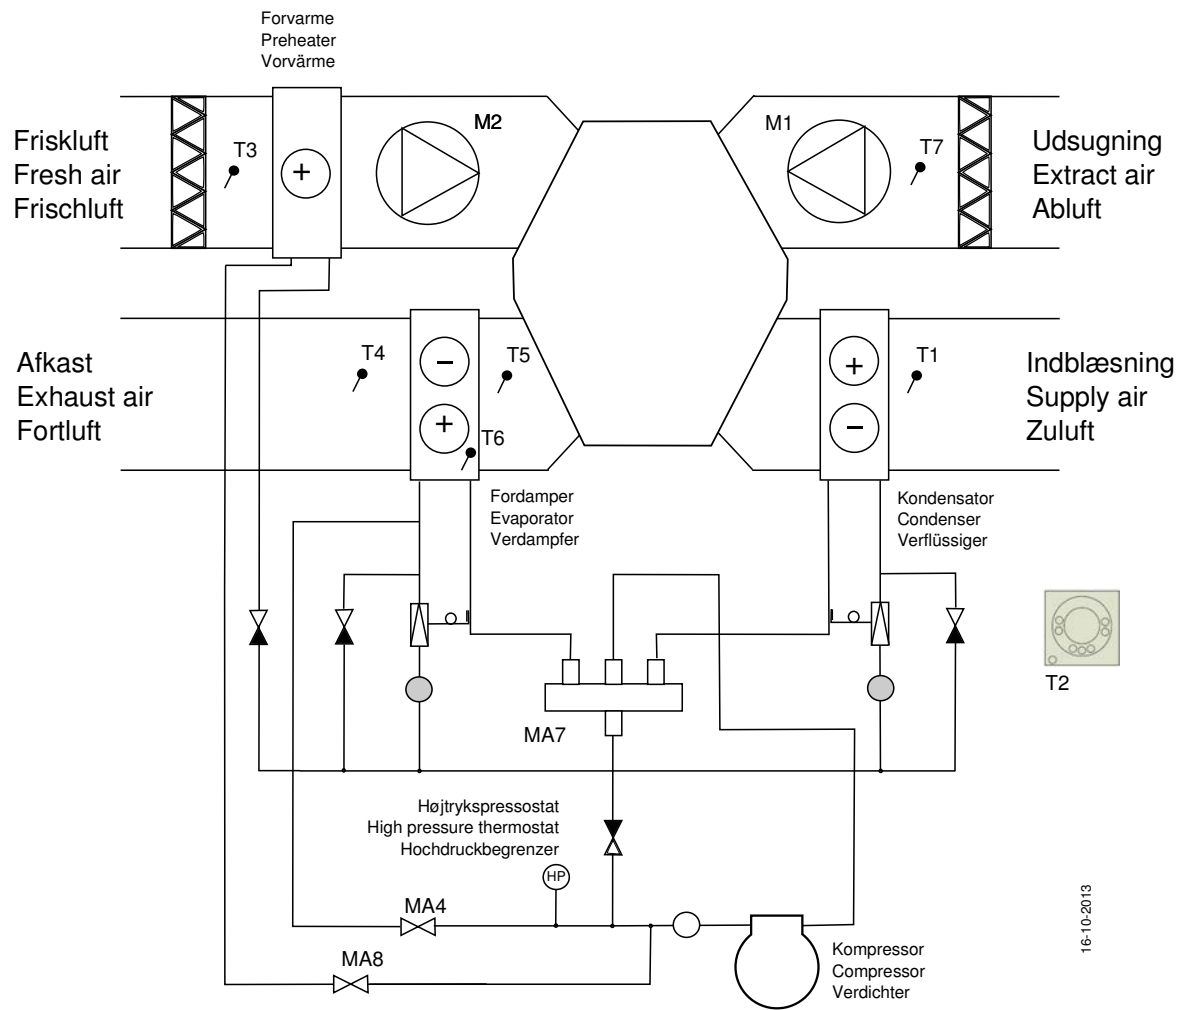 Forvarme
Preheater
Vorvärme
Friskluft
Fresh air
Frischluft
T3
+
M2
M1
T7
Udsugning
Extract air
Abluft
Afkast
Exhaust air
Fortluft
T4
−
+
T5
T6
+
−
T1
Indblæsning
Supply air
Zuluft
Fordamper
Evaporator
Verdampfer
Kondensator
Condenser
Verflüssiger
T2
MA7
Højtrykspressostat
High pressure thermostat
Hochdruckbegrenzer
HP
MA4
MA8
Kompressor
Compressor
Verdichter
16-10-2013